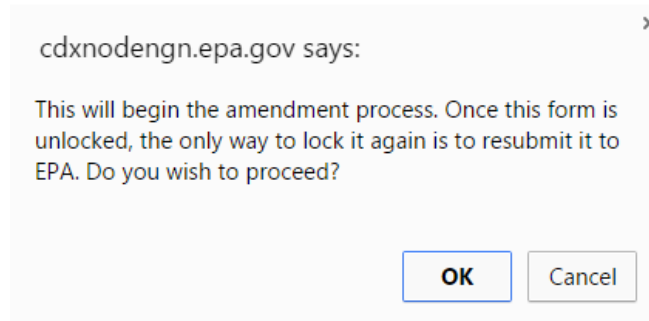 cdxnodengn.epa.gov says:
This will begin the amendment process. Once this form is
unlocked, the only way to lock it again is to resubmit it to
EPA. Do you wish to proceed?
OK Cancel